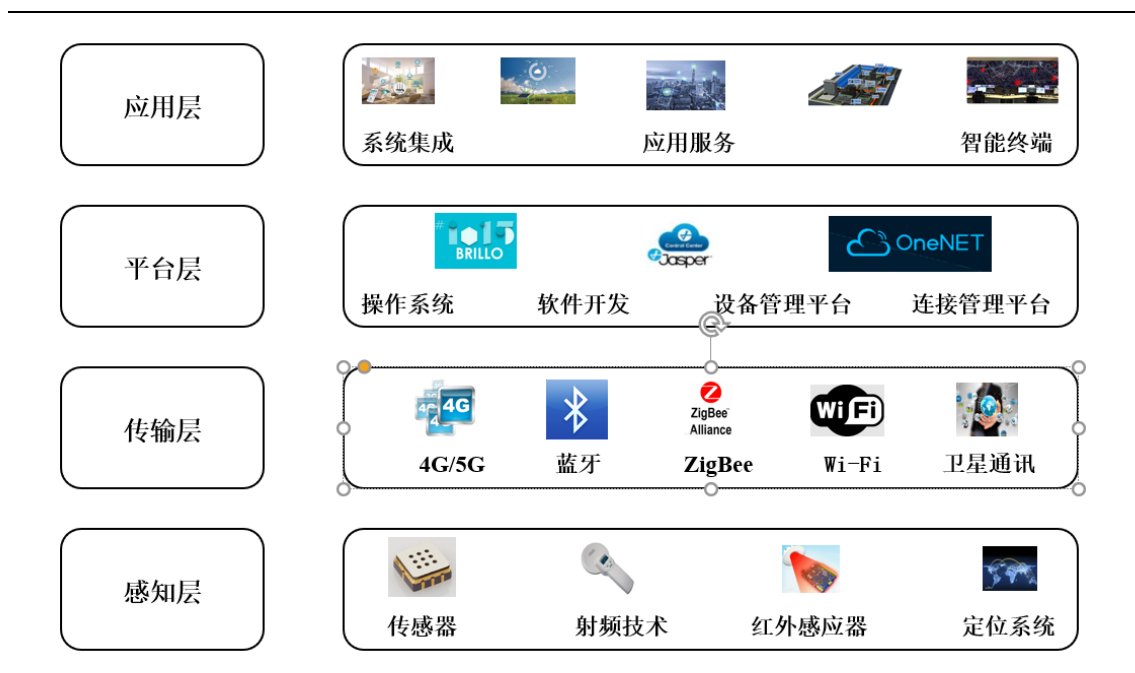 应用层
系统集成
应用服务
智能终端
平台层
#io15
BRILLO
Control Center
Jasper
OneNET
操作系统
软件开发
设备管理平台
连接管理平台
传输层
4G
ZigBee
Alliance
Wi Fi
4G/5G
蓝牙
ZigBee
Wi-Fi
卫星通讯
感知层
传感器
射频技术
红外感应器
定位系统